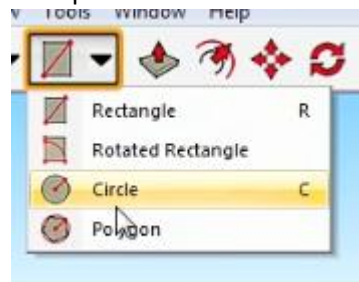 Tools Window Help
Rectangle R
Rotated Rectangle
Circle C
Polygon